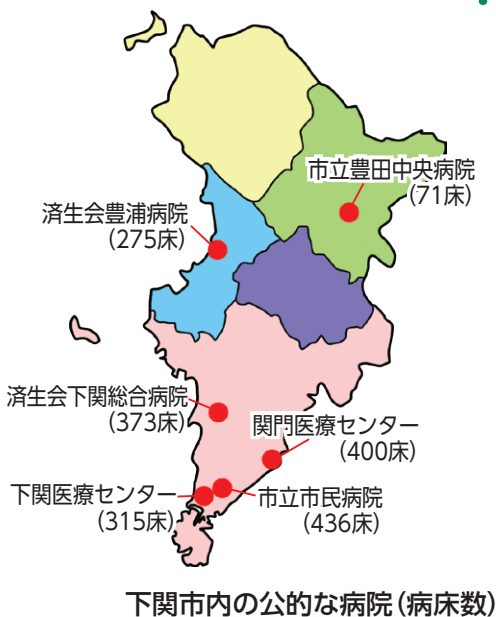 市立豊田中央病院
(71床)
済生会豊浦病院
(275床)
済生会下関総合病院
(373床)
関門医療センター
(400床)
下関医療センター
(315床)
市立市民病院
(436床)
下関市内の公的な病院(病床数)